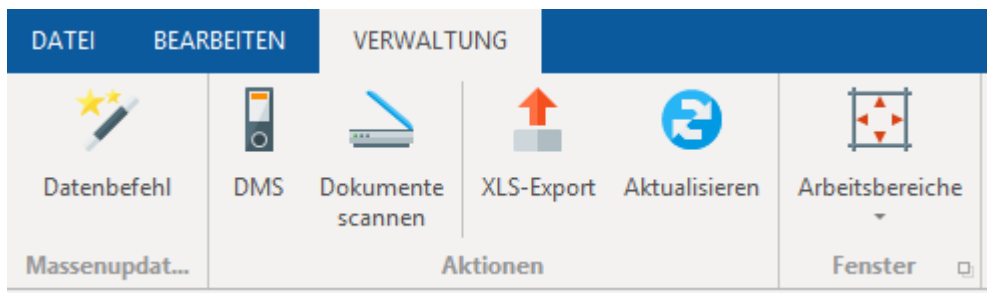 DATEI BEARBEITEN VERWALTUNG
Datenbefehl DMS Dokumente scannen XLS-Export Aktualisieren Arbeitsbereiche
Massenupdat... Aktionen Fenster